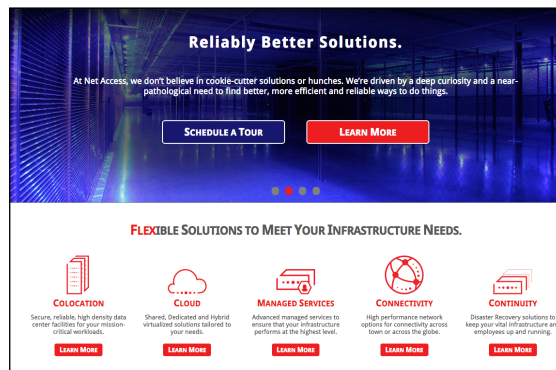 Reliably Better Solutions.
At Net Access, we don't believe in cookie-cutter solutions or hunches. We're driven by a deep curiosity and a near-
pathological need to find better, more efficient and reliable ways to do things.
SCHEDULE A TOUR
LEARN MORE
FLEXIBLE SOLUTIONS TO MEET YOUR INFRASTRUCTURE NEEDS.
COLOCATION
Secure, reliable, high density data
center facilities for your mission-
critical workloads.
LEARN MORE
CLOUD
Shared, Dedicated and Hybrid
virtualized solutions tailored to
your needs.
LEARN MORE
MANAGED SERVICES
Advanced managed services to
ensure that your infrastructure
performs at the highest level.
LEARN MORE
CONNECTIVITY
High performance network
options for connectivity across
town or across the globe.
LEARN MORE
CONTINUITY
Disaster Recovery solutions to
keep your vital infrastructure an
employees up and running.
LEARN MORE